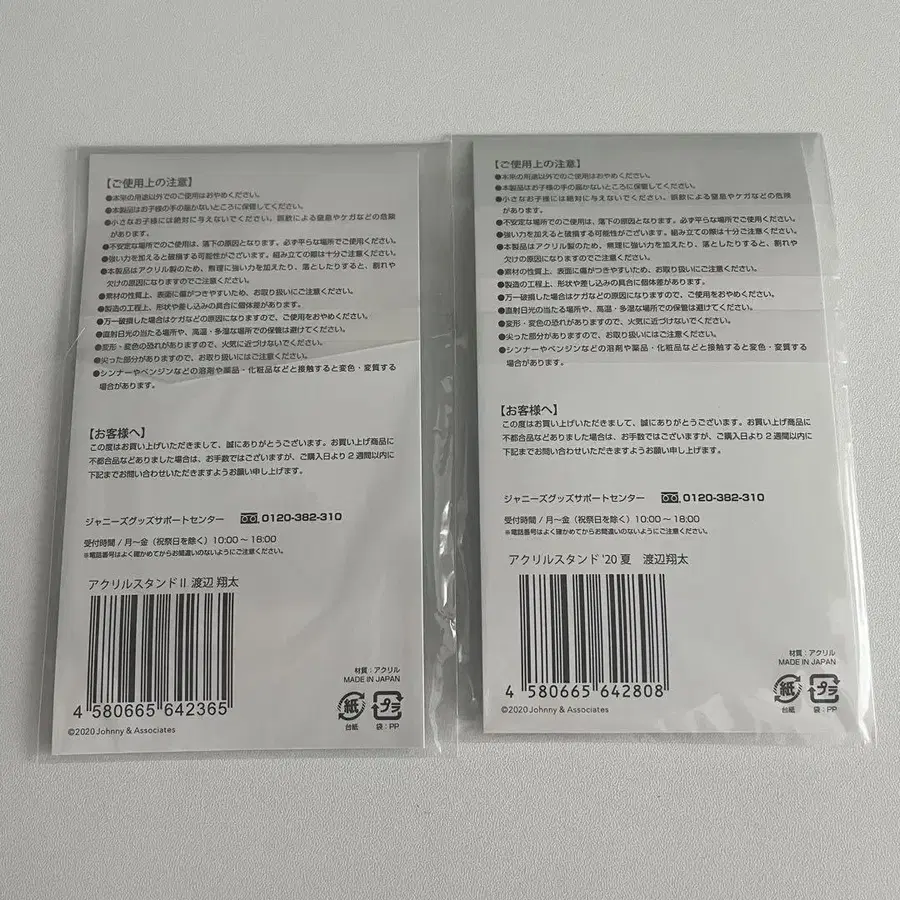 【ご使用上の注意】
●本来の用途以外でのご使用はおやめください。
●本製品はお子様の手の届かないところに保管してください。
●小さなお子様には絶対に与えないでください。誤飲による窒息やケガなどの危険
があります。
●不安定な場所でのご使用は、落下の原因となります。必ず平らな場所でご使用ください。
●強い力を加えると破損する可能性がございます。組み立ての際は十分ご注意ください。
●本製品はアクリル製のため、無理に強い力を加えたり、落としたりすると、割れや
欠けの原因になりますのでご注意ください。
●素材の性質上、表面に傷がつきやすいため、お取り扱いにご注意ください。
●製造の工程上、形状や差し込みの具合に個体差があります。
●万一破損した場合はケガなどの原因になりますので、ご使用をおやめください。
●直射日光の当たる場所や、高温・多湿な場所での保管は避けてください。
●変形・変色の恐れがありますので、火気に近づけないでください。
●尖った部分がありますので、お取り扱いにはご注意ください。
●シンナーやベンジンなどの溶剤や薬品・化粧品などと接触すると変色・変質する
場合があります。
【お客様へ】
この度はお買い上げいただきまして、誠にありがとうございます。お買い上げ商品に
不都合品などありました場合は、お手数ではございますが、ご購入日より2週間以内に
下記までお問い合わせいただきますようお願い申し上げます。
ジャニーズグッズサポートセンター 0120-382-310
受付時間 / 月〜金（祝祭日を除く）10:00〜18:00
※電話番号はよく確かめてからお間違いのないようにご注意ください。
アクリルスタンドII 渡辺 翔太
材質：アクリル
MADE IN JAPAN
4 580665 642365
紙 プラ
台紙 袋：PP
©2020 Johnny & Associates
【ご使用上の注意】
●本来の用途以外でのご使用はおやめください。
●本製品はお子様の手の届かないところに保管してください。
●小さなお子様には絶対に与えないでください。誤飲による窒息やケガなどの危険
があります。
●不安定な場所でのご使用は、落下の原因となります。必ず平らな場所でご使用ください。
●強い力を加えると破損する可能性がございます。組み立ての際は十分ご注意ください。
●本製品はアクリル製のため、無理に強い力を加えたり、落としたりすると、割れや
欠けの原因になりますのでご注意ください。
●素材の性質上、表面に傷がつきやすいため、お取り扱いにご注意ください。
●製造の工程上、形状や差し込みの具合に個体差があります。
●万一破損した場合はケガなどの原因になりますので、ご使用をおやめください。
●直射日光の当たる場所や、高温・多湿な場所での保管は避けてください。
●変形・変色の恐れがありますので、火気に近づけないでください。
●尖った部分がありますので、お取り扱いにはご注意ください。
●シンナーやベンジンなどの溶剤や薬品・化粧品などと接触すると変色・変質する
場合があります。
【お客様へ】
この度はお買い上げいただきまして、誠にありがとうございます。お買い上げ商品に
不都合品などありました場合は、お手数ではございますが、ご購入日より2週間以内に
下記までお問い合わせいただきますようお願い申し上げます。
ジャニーズグッズサポートセンター 0120-382-310
受付時間 / 月〜金（祝祭日を除く）10:00〜18:00
※電話番号はよく確かめてからお間違いのないようにご注意ください。
アクリルスタンド '20 夏 渡辺翔太
材質：アクリル
MADE IN JAPAN
4 580665 642808
紙 プラ
台紙 袋：PP
©2020 Johnny & Associates